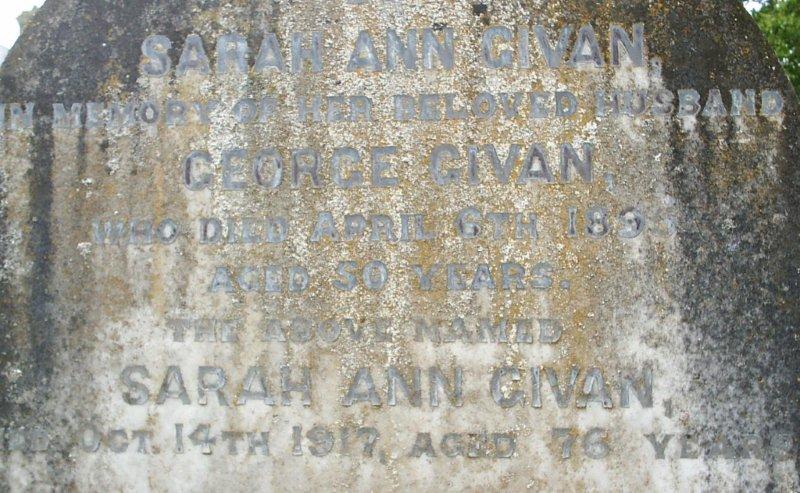 SARAH ANN GIVAN,
IN MEMORY OF HER BELOVED HUSBAND
GEORGE GIVAN,
WHO DIED APRIL 6TH
AGED 50 YEARS.
THE ABOVE NAMED
SARAH ANN GIVAN,
OCT. 14TH 1917, AGED 76 YEARS